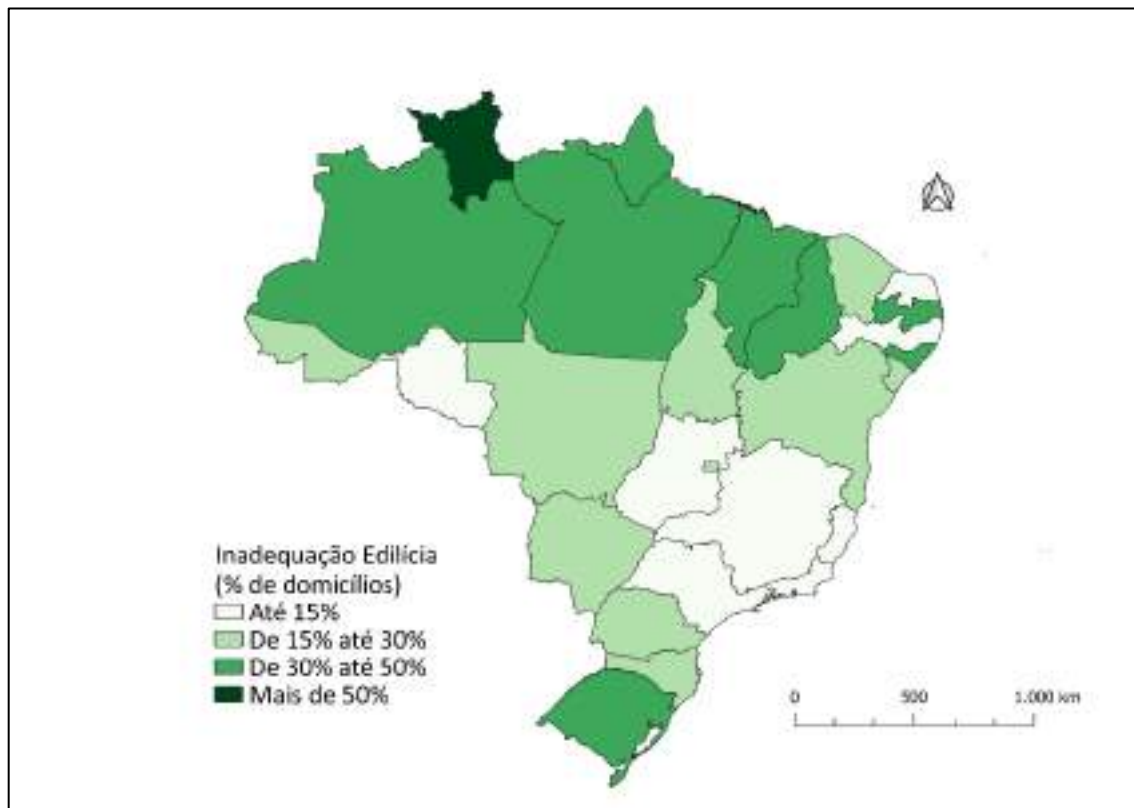 Inadequação Edilícia
(% de domicílios)
Até 15%
De 15% até 30%
De 30% até 50%
Mais de 50%
0 500 1.000 km